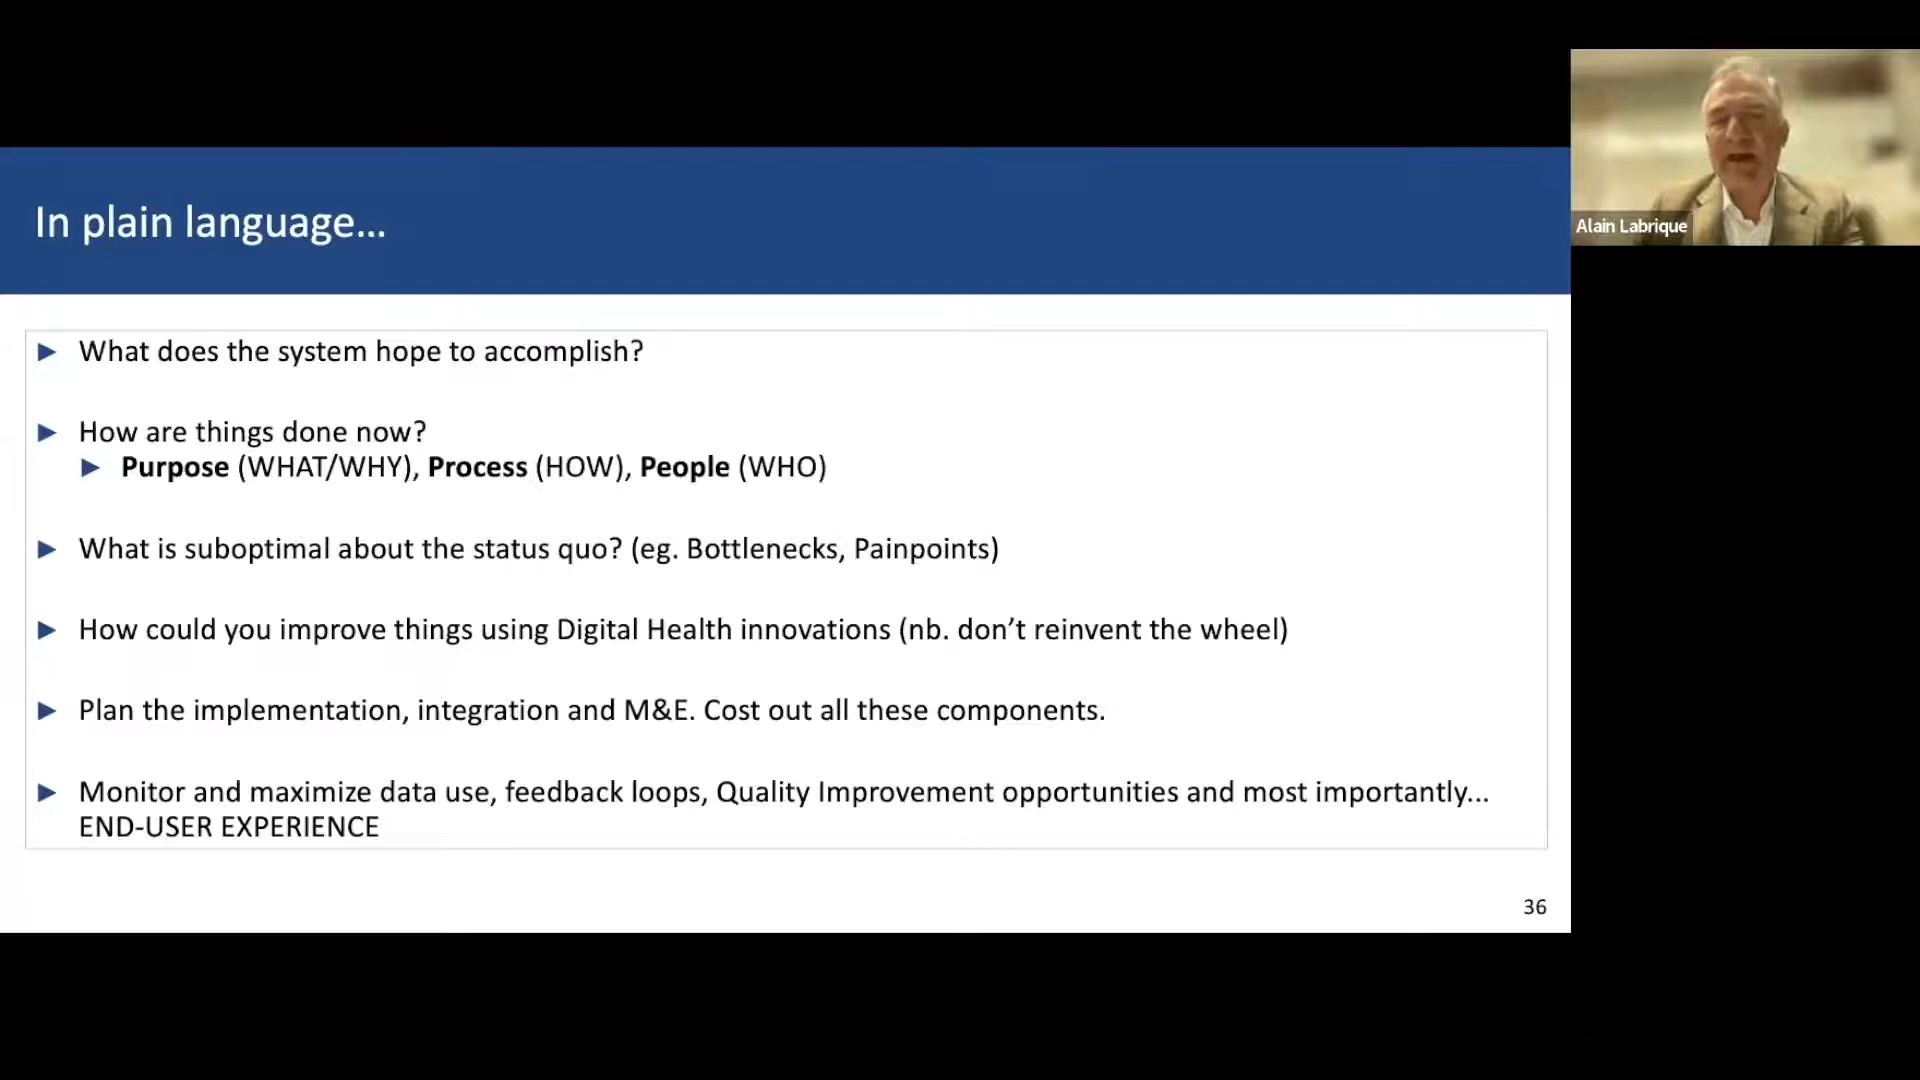 In plain language...
Alain Labrique
► What does the system hope to accomplish?
► How are things done now?
► Purpose (WHAT/WHY), Process (HOW), People (WHO)
► What is suboptimal about the status quo? (eg. Bottlenecks, Painpoints)
► How could you improve things using Digital Health innovations (nb. don’t reinvent the wheel)
► Plan the implementation, integration and M&E. Cost out all these components.
► Monitor and maximize data use, feedback loops, Quality Improvement opportunities and most importantly...
END-USER EXPERIENCE
36